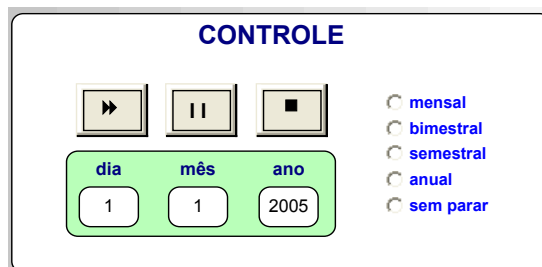 CONTROLE
dia mês ano
1 1 2005
mensal
bimestral
semestral
anual
sem parar